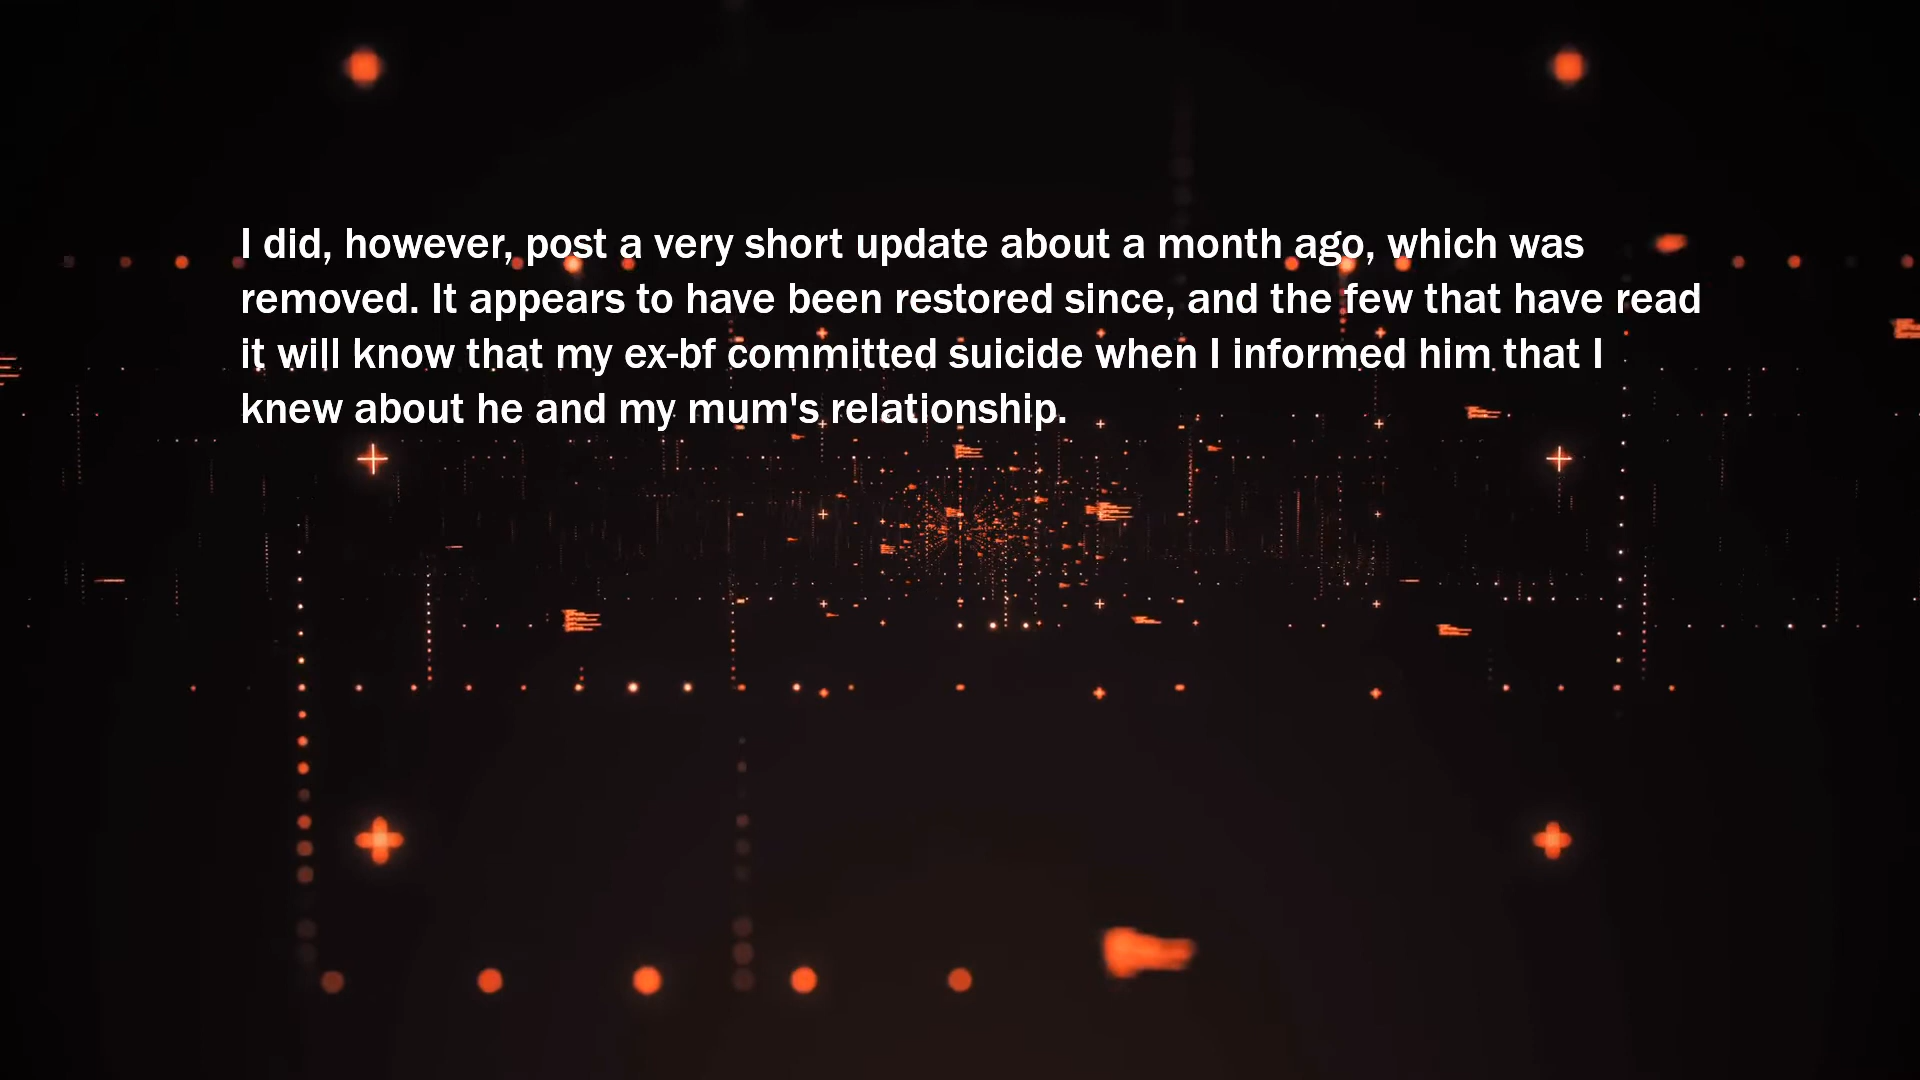 I did, however, post a very short update about a month ago, which was
removed. It appears to have been restored since, and the few that have read
it will know that my ex-bf committed suicide when I informed him that I
knew about he and my mum's relationship.